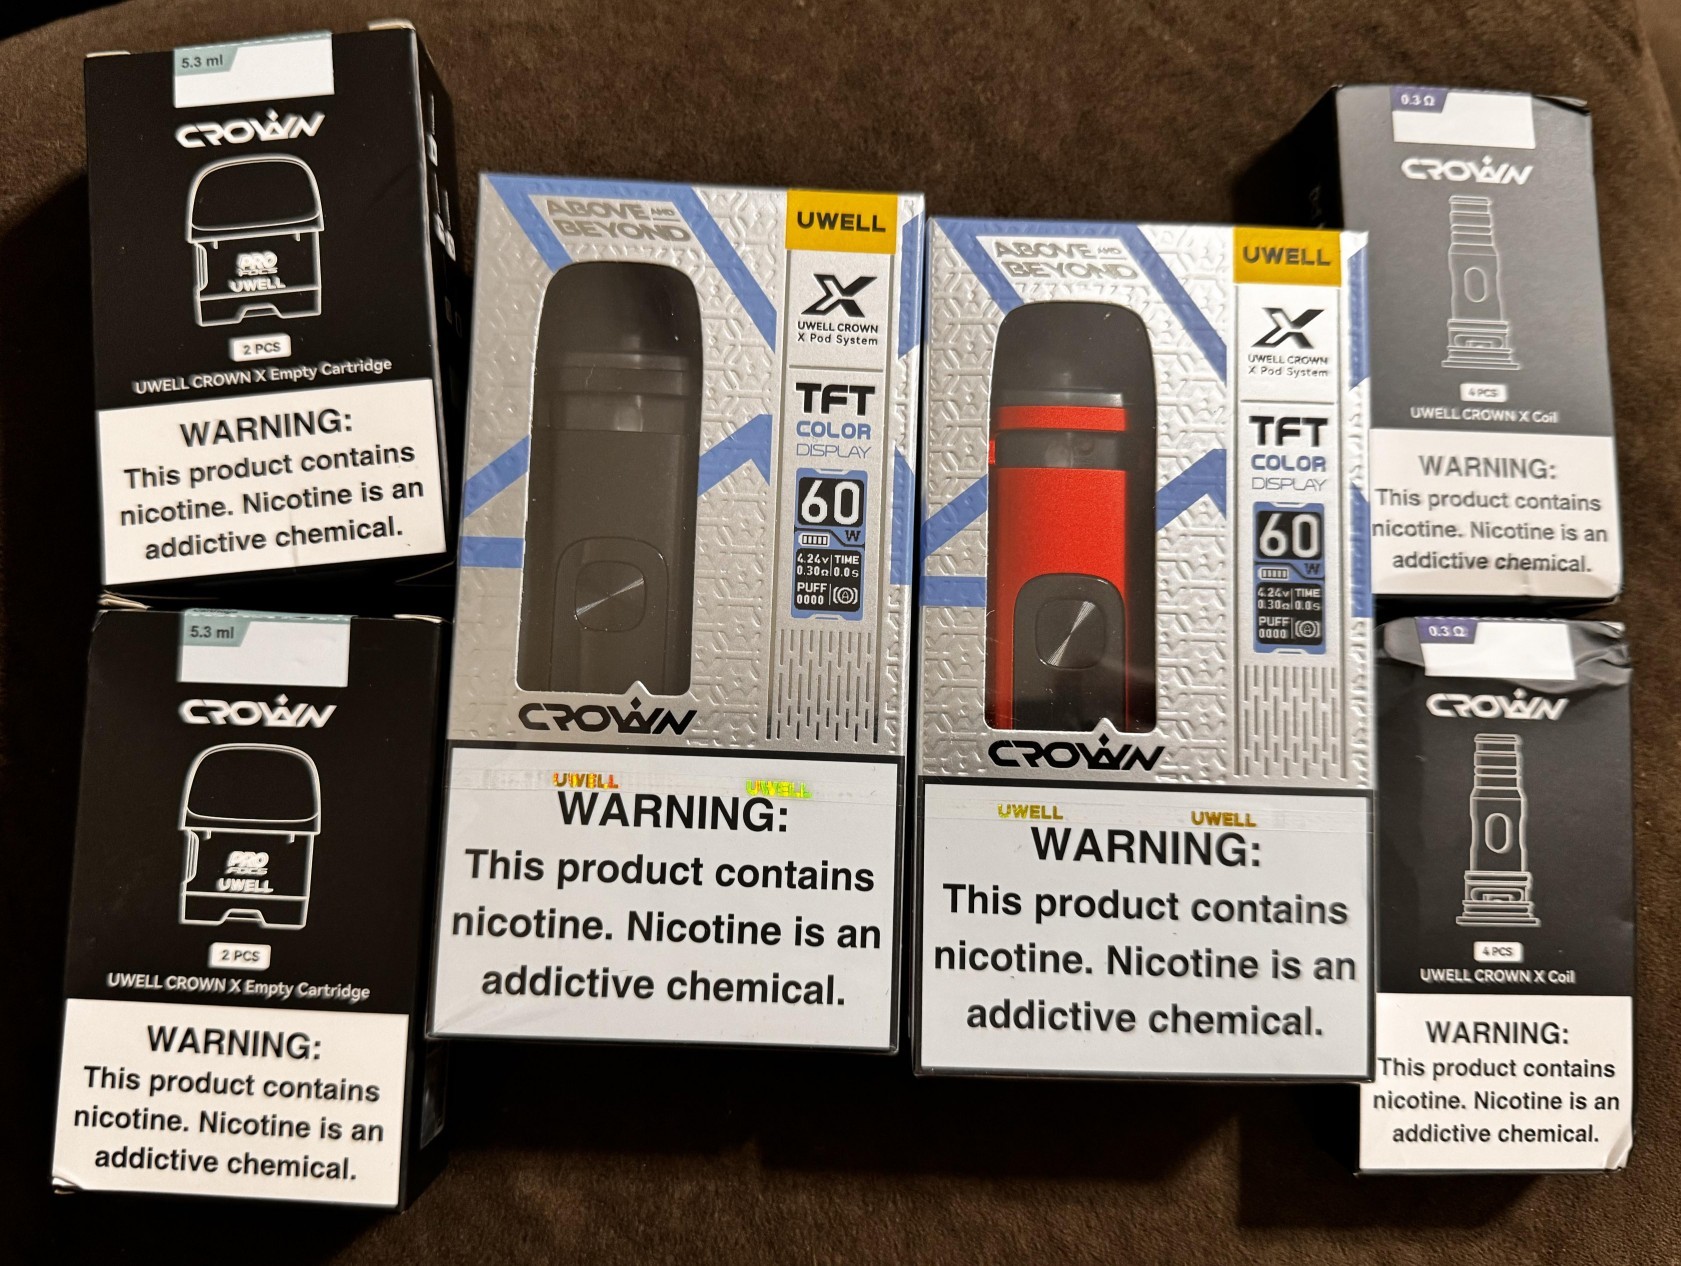 5.3 ml
CROWN
PRO
FOCS
UWELL
2 PCS
UWELL CROWN X Empty Cartridge
WARNING:
This product contains
nicotine. Nicotine is an
addictive chemical.
5.3 ml
CROWN
PRO
FOCS
UWELL
2 PCS
UWELL CROWN X Empty Cartridge
WARNING:
This product contains
nicotine. Nicotine is an
addictive chemical.
ABOVE AND
BEYOND
UWELL
X
UWELL CROWN
X Pod System
TFT
COLOR
DISPLAY
60
W
4.24v TIME
0.30Ω 0.0s
PUFF
0000 (A)
CROWN
UWELL UWELL
WARNING:
This product contains
nicotine. Nicotine is an
addictive chemical.
ABOVE AND
BEYOND
UWELL
X
UWELL CROWN
X Pod System
TFT
COLOR
DISPLAY
60
W
4.24v TIME
0.30Ω 0.0s
PUFF
0000 (A)
CROWN
UWELL UWELL
WARNING:
This product contains
nicotine. Nicotine is an
addictive chemical.
0.3 Ω
CROWN
4 PCS
UWELL CROWN X Coil
WARNING:
This product contains
nicotine. Nicotine is an
addictive chemical.
0.3 Ω
CROWN
4 PCS
UWELL CROWN X Coil
WARNING:
This product contains
nicotine. Nicotine is an
addictive chemical.